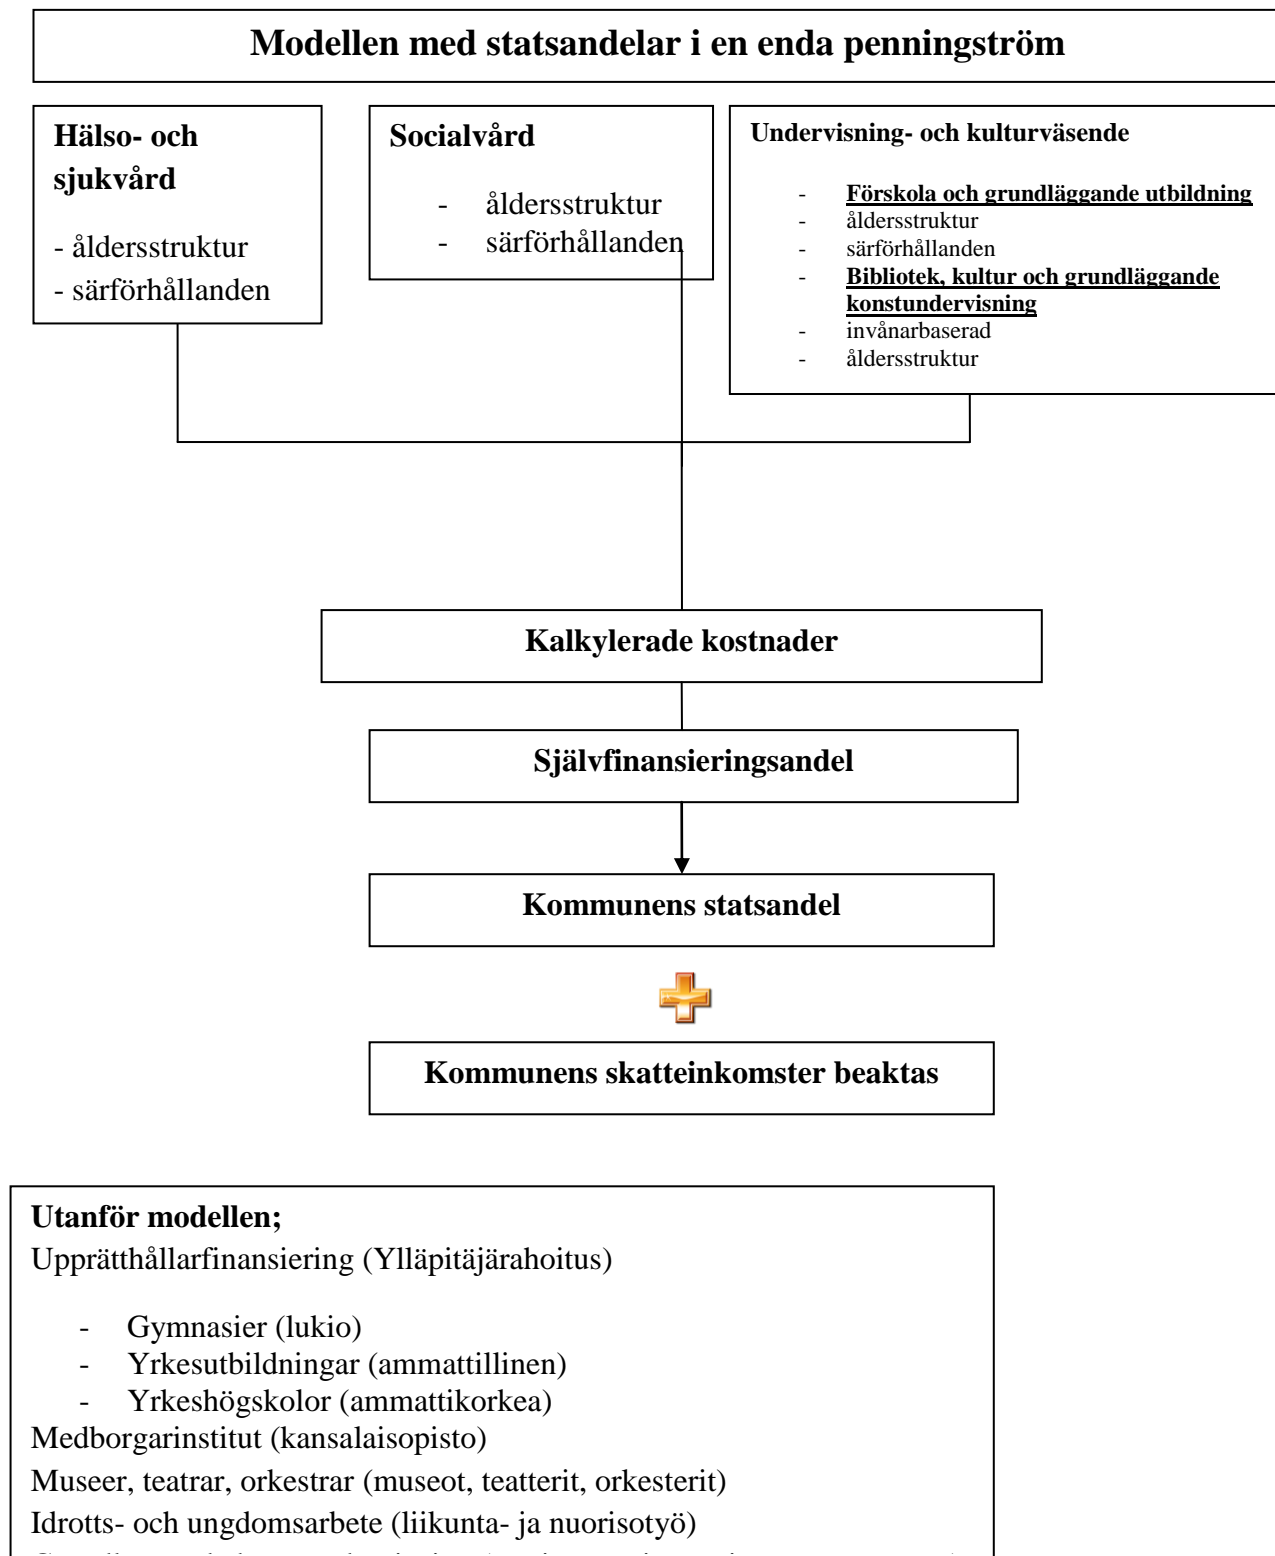 Modellen med statsandelar i en enda penningström
Hälso- och
sjukvård
- åldersstruktur
- särförhållanden
Socialvård
- åldersstruktur
- särförhållanden
Undervisning- och kulturväsende
- Förskola och grundläggande utbildning
- åldersstruktur
- särförhållanden
- Bibliotek, kultur och grundläggande
konstundervisning
- invånarbaserad
- åldersstruktur
Kalkylerade kostnader
Självfinansieringsandel
Kommunens statsandel
Kommunens skatteinkomster beaktas
Utanför modellen;
Upprätthållarfinansiering (Ylläpitäjärahoitus)
- Gymnasier (lukio)
- Yrkesutbildningar (ammattillinen)
- Yrkeshögskolor (ammattikorkea)
Medborgarinstitut (kansalaisopisto)
Museer, teatrar, orkestrar (museot, teatterit, orkesterit)
Idrotts- och ungdomsarbete (liikunta- ja nuorisotyö)